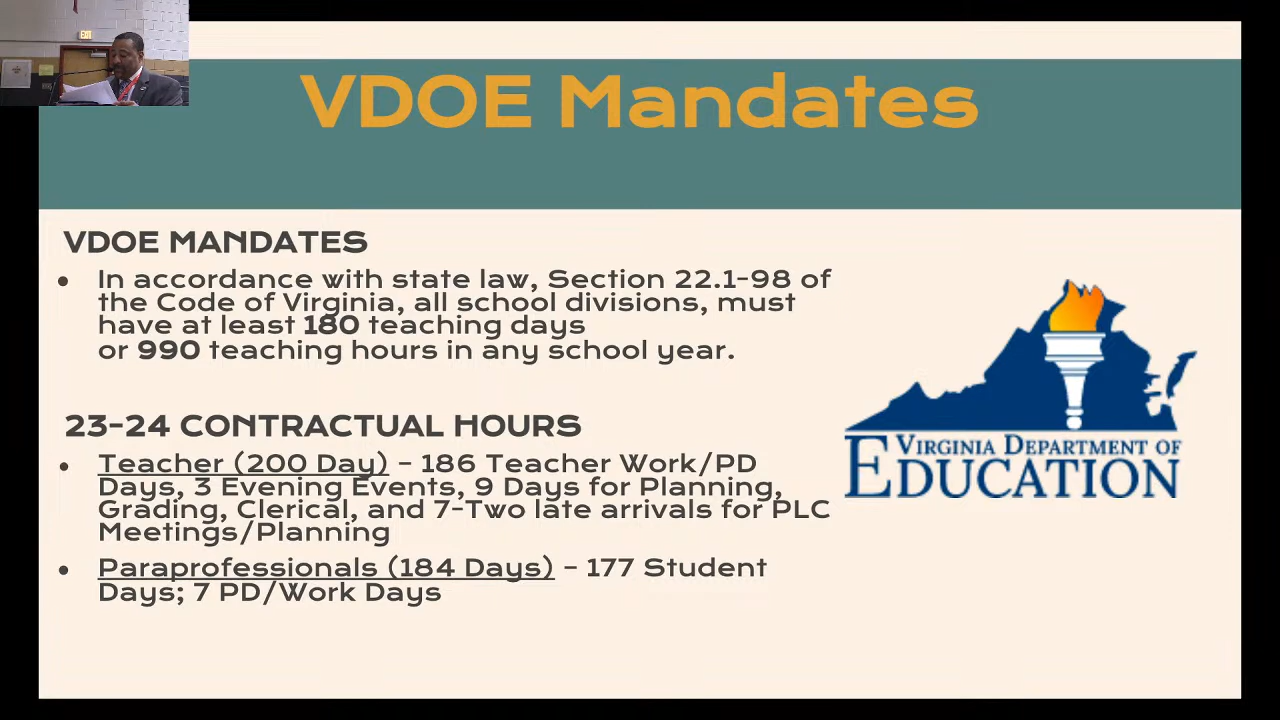 EXIT
VDOE Mandates
VDOE MANDATES
• In accordance with state law, Section 22.1-98 of
the Code of Virginia, all school divisions, must
have at least 180 teaching days
or 990 teaching hours in any school year.
23-24 CONTRACTUAL HOURS
• Teacher (200 Day) – 186 Teacher Work/PD
Days, 3 Evening Events, 9 Days for Planning,
Grading, Clerical, and 7-Two late arrivals for PLC
Meetings/Planning
• Paraprofessionals (184 Days) – 177 Student
Days; 7 PD/Work Days
VIRGINIA DEPARTMENT OF
EDUCATION